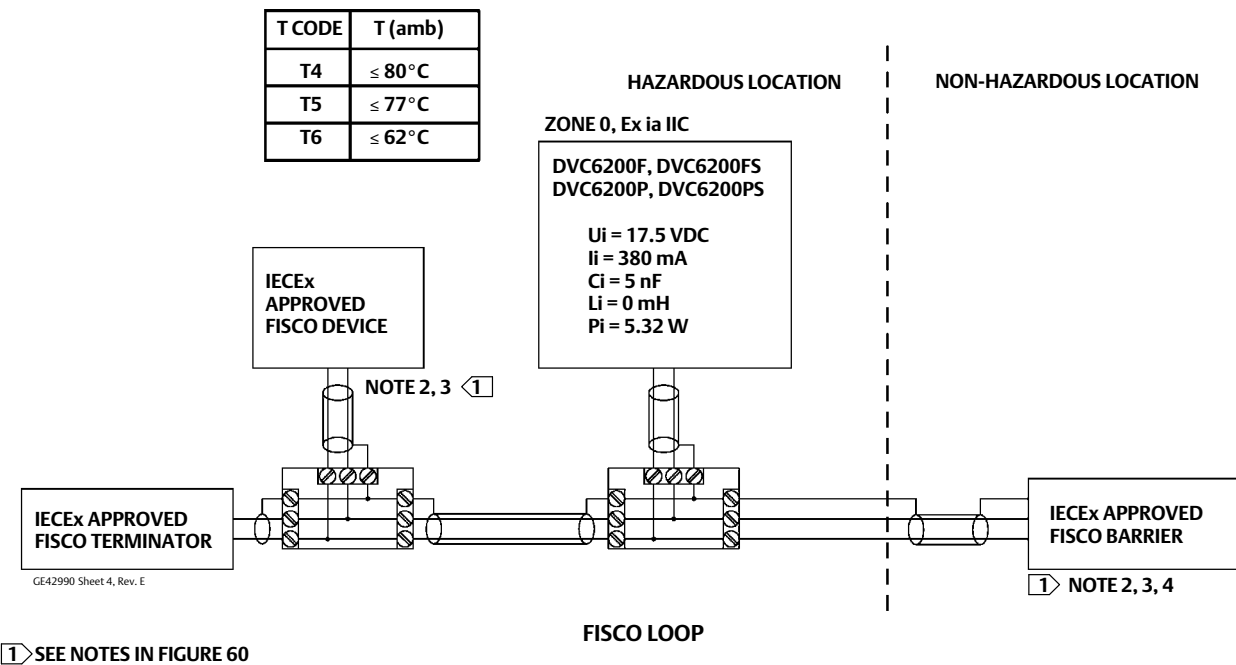 T CODE T (amb)
T4 ≤ 80°C
T5 ≤ 77°C
T6 ≤ 62°C
HAZARDOUS LOCATION
NON-HAZARDOUS LOCATION
ZONE 0, Ex ia IIC
DVC6200F, DVC6200FS
DVC6200P, DVC6200PS
Ui = 17.5 VDC
Ii = 380 mA
Ci = 5 nF
Li = 0 mH
Pi = 5.32 W
IECEx
APPROVED
FISCO DEVICE
NOTE 2, 3 1
IECEx APPROVED
FISCO TERMINATOR
IECEx APPROVED
FISCO BARRIER
GE42990 Sheet 4, Rev. E
1 NOTE 2, 3, 4
FISCO LOOP
1 SEE NOTES IN FIGURE 60